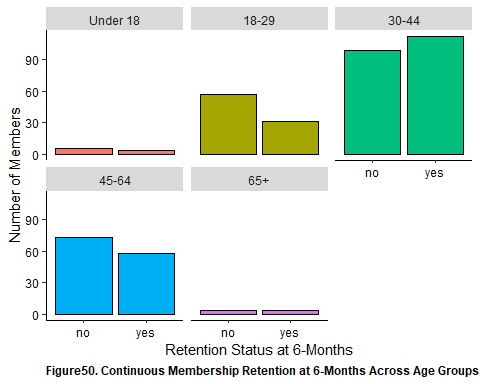 Under 18
18-29
30-44
90
60
30
0
no
yes
45-64
65+
90
60
30
0
no
yes
no
yes
Number of Members
Retention Status at 6-Months
Figure50. Continuous Membership Retention at 6-Months Across Age Groups